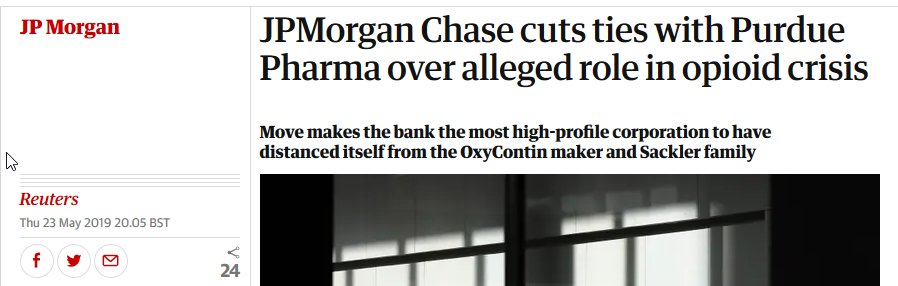 JP Morgan
JPMorgan Chase cuts ties with Purdue
Pharma over alleged role in opioid crisis
Move makes the bank the most high-profile corporation to have
distanced itself from the OxyContin maker and Sackler family
Reuters
Thu 23 May 2019 20.05 BST
24